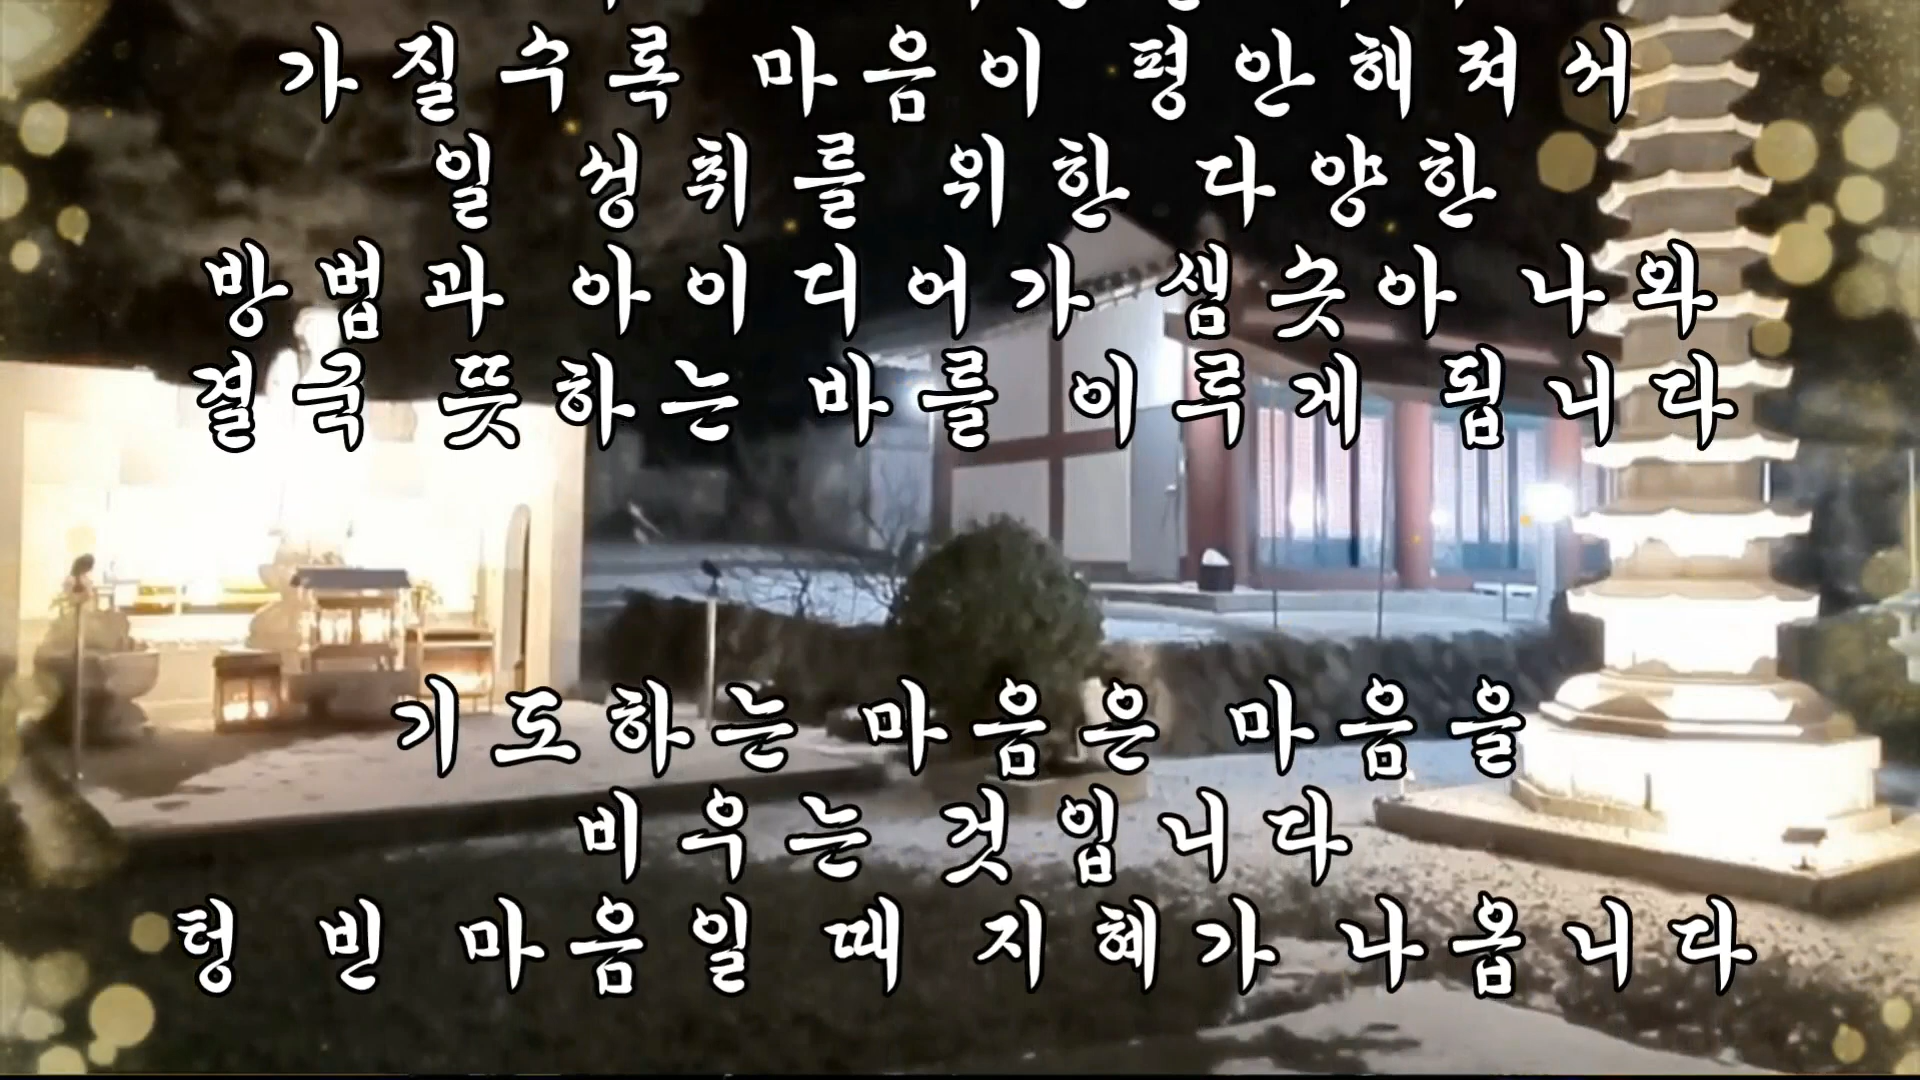 가질수록 마음이 평안해져서
일 성취를 위한 다양한
방법과 아이디어가 샘솟아 나와
결국 뜻하는 바를 이루게 됩니다
기도하는 마음은 마음을
비우는 것입니다
텅 빈 마음일 때 지혜가 나옵니다